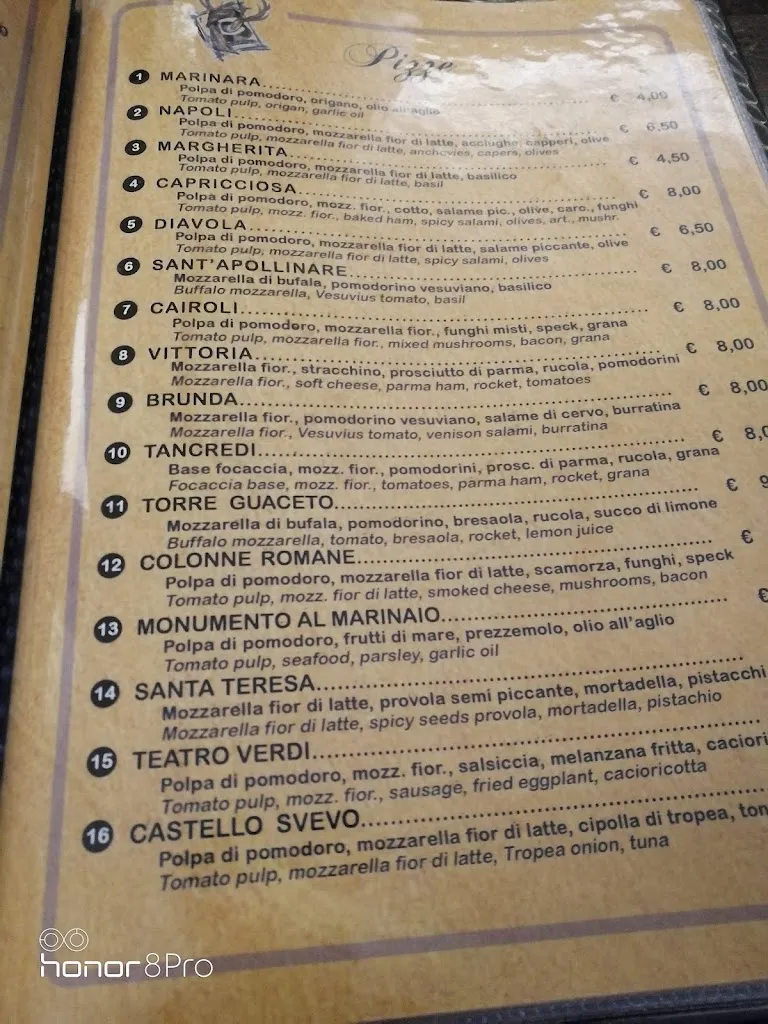 Pizze
1 MARINARA........ € 4,00
Polpa di pomodoro, origano, olio all'aglio
Tomato pulp, origan, garlic oil
2 NAPOLI........ € 6,50
Polpa di pomodoro, mozzarella fior di latte, acciughe, capperi, olive
Tomato pulp, mozzarella fior di latte, anchovies, capers, olives
3 MARGHERITA........ € 4,50
Polpa di pomodoro, mozzarella fior di latte, basilico
Tomato pulp, mozzarella fior di latte, basil
4 CAPRICCIOSA........ € 8,00
Polpa di pomodoro, mozz. fior., cotto, salame pic., olive, caro., funghi
Tomato pulp, mozz. fior., baked ham, spicy salami, olives, art., mushr.
5 DIAVOLA........ € 6,50
Polpa di pomodoro, mozzarella fior di latte, salame piccante, olive
Tomato pulp, mozzarella fior di latte, spicy salami, olives
6 SANT'APOLLINARE........ € 8,00
Mozzarella di bufala, pomodorino vesuviano, basilico
Buffalo mozzarella, Vesuvius tomato, basil
7 CAIROLI........ € 8,00
Polpa di pomodoro, mozzarella fior., funghi misti, speck, grana
Tomato pulp, mozzarella fior., mixed mushrooms, bacon, grana
8 VITTORIA........ € 8,00
Mozzarella fior., stracchino, prosciutto di parma, rucola, pomodorini
Mozzarella fior., soft cheese, parma ham, rocket, tomatoes
9 BRUNDA........ € 8,00
Mozzarella fior., pomodorino vesuviano, salame di cervo, burratina
Mozzarella fior., Vesuvius tomato, venison salami, burratina
10 TANCREDI........ € 8,
Base focaccia, mozz. fior., pomodorini, prosc. di parma, rucola, grana
Focaccia base, mozz. fior., tomatoes, parma ham, rocket, grana
11 TORRE GUACETO........ €
Mozzarella di bufala, pomodorino, bresaola, rucola, succo di limone
Buffalo mozzarella, tomato, bresaola, rocket, lemon juice
12 COLONNE ROMANE........ €
Polpa di pomodoro, mozzarella fior di latte, scamorza, funghi, speck
Tomato pulp, mozz. fior di latte, smoked cheese, mushrooms, bacon
13 MONUMENTO AL MARINAIO........ €
Polpa di pomodoro, frutti di mare, prezzemolo, olio all'aglio
Tomato pulp, seafood, parsley, garlic oil
14 SANTA TERESA........
Mozzarella fior di latte, provola semi piccante, mortadella, pistacchi
Mozzarella fior di latte, spicy seeds provola, mortadella, pistachio
15 TEATRO VERDI........
Polpa di pomodoro, mozz. fior., salsiccia, melanzana fritta, caciori
Tomato pulp, mozz. fior., sausage, fried eggplant, cacioricotta
16 CASTELLO SVEVO........
Polpa di pomodoro, mozzarella fior di latte, cipolla di tropea, ton
Tomato pulp, mozzarella fior di latte, Tropea onion, tuna
honor 8 Pro